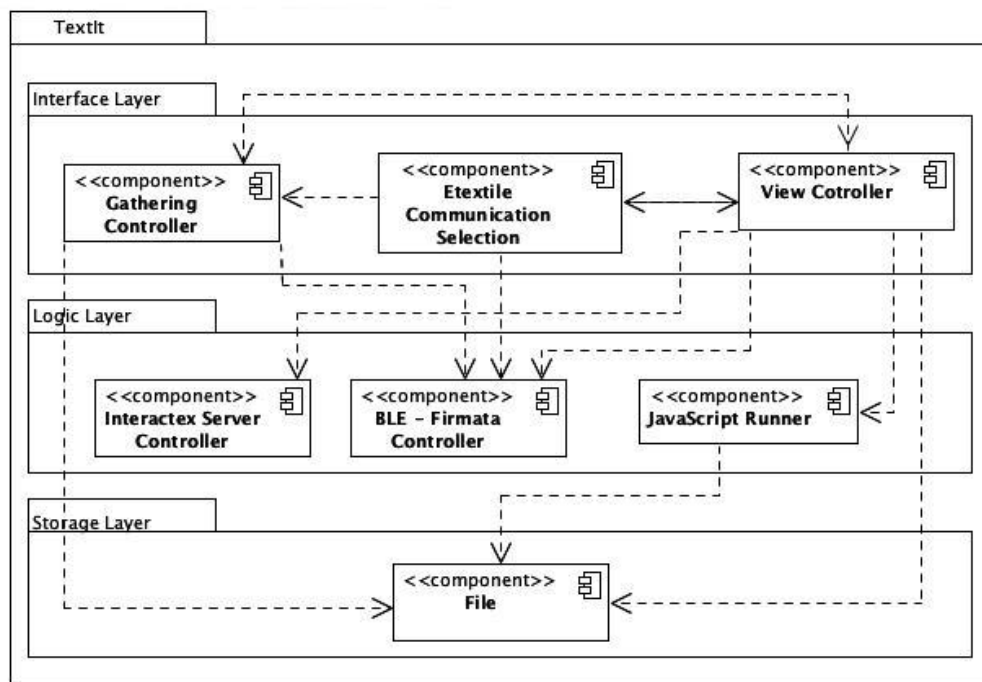 TextIt
Interface Layer
<<component>>
Gathering
Controller
<<component>>
Etextile
Communication
Selection
<<component>>
View Cotroller
Logic Layer
<<component>>
Interactex Server
Controller
<<component>>
BLE - Firmata
Controller
<<component>>
JavaScript Runner
Storage Layer
<<component>>
File